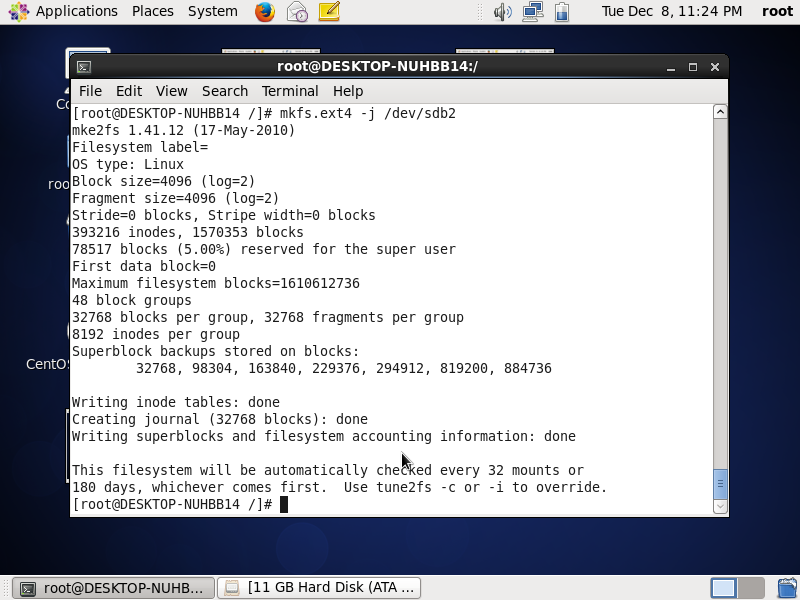 Applications Places System Tue Dec 8, 11:24 PM root
root@DESKTOP-NUHBB14:/
File Edit View Search Terminal Help
[root@DESKTOP-NUHBB14 /]# mkfs.ext4 -j /dev/sdb2
mke2fs 1.41.12 (17-May-2010)
Filesystem label=
OS type: Linux
Block size=4096 (log=2)
Fragment size=4096 (log=2)
Stride=0 blocks, Stripe width=0 blocks
393216 inodes, 1570353 blocks
78517 blocks (5.00%) reserved for the super user
First data block=0
Maximum filesystem blocks=1610612736
48 block groups
32768 blocks per group, 32768 fragments per group
8192 inodes per group
Superblock backups stored on blocks:
32768, 98304, 163840, 229376, 294912, 819200, 884736
Writing inode tables: done
Creating journal (32768 blocks): done
Writing superblocks and filesystem accounting information: done
This filesystem will be automatically checked every 32 mounts or
180 days, whichever comes first. Use tune2fs -c or -i to override.
[root@DESKTOP-NUHBB14 /]#
CentOS
root@DESKTOP-NUHB... [11 GB Hard Disk (ATA ...